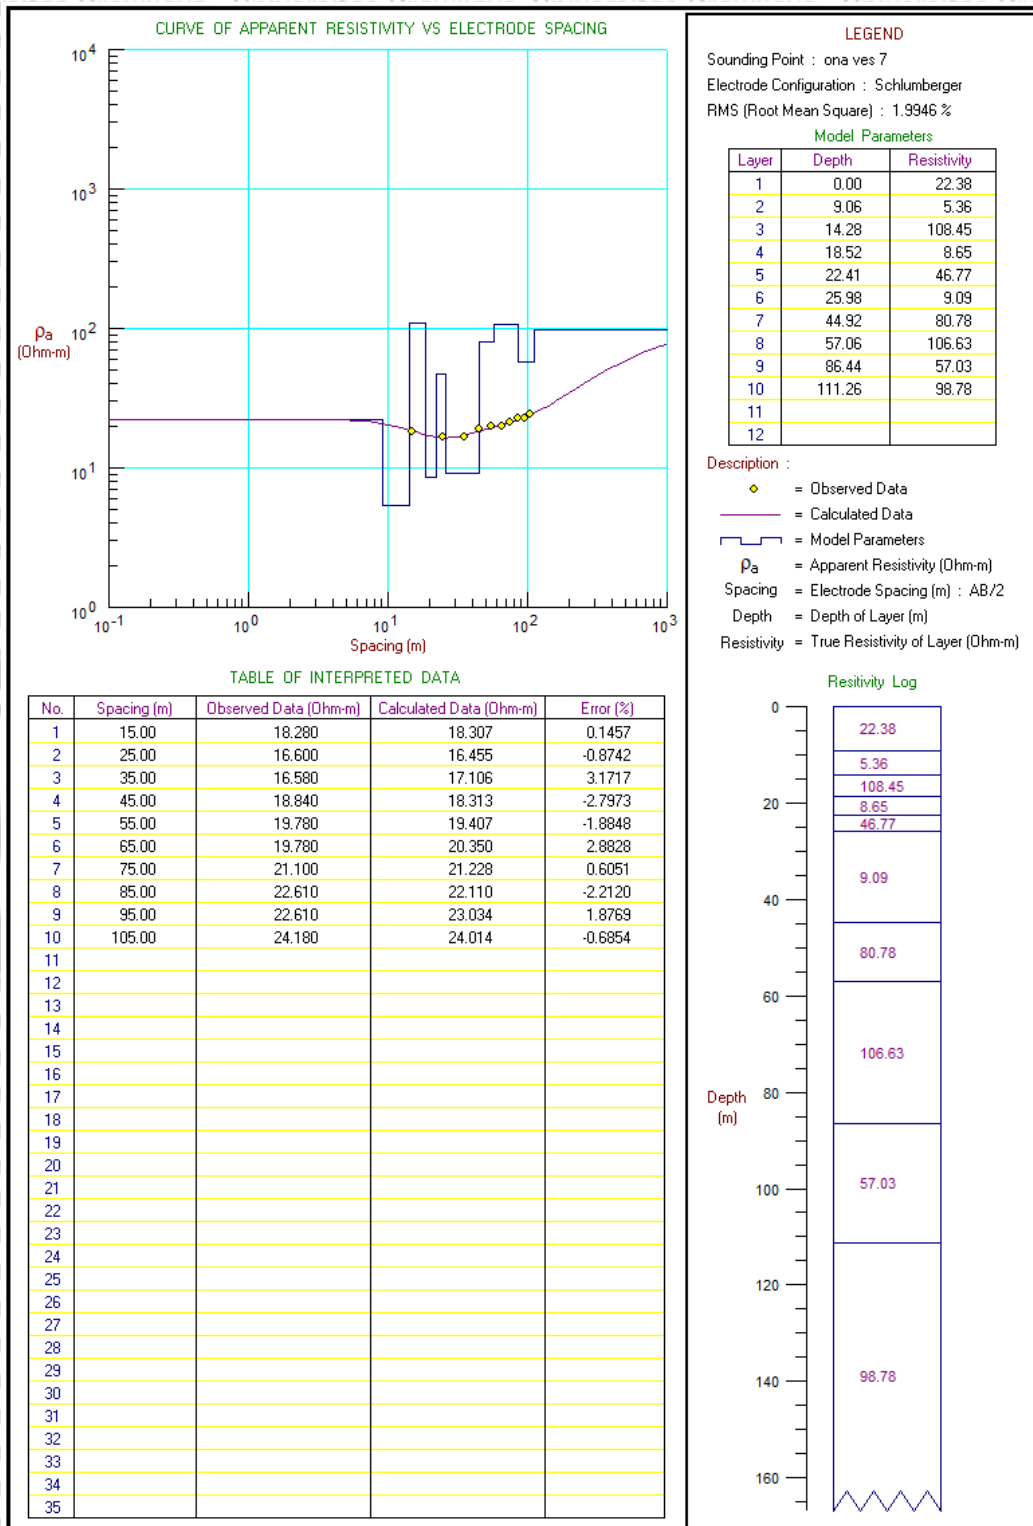 CURVE OF APPARENT RESISTIVITY VS ELECTRODE SPACING
10^4
10^3
10^2
10^1
10^0
ρa
(Ohm-m)
10^-1 10^0 10^1 10^2 10^3
Spacing (m)
LEGEND
Sounding Point : ona ves 7
Electrode Configuration : Schlumberger
RMS (Root Mean Square) : 1.9946 %
Model Parameters
Layer Depth Resistivity
1 0.00 22.38
2 9.06 5.36
3 14.28 108.45
4 18.52 8.65
5 22.41 46.77
6 25.98 9.09
7 44.92 80.78
8 57.06 106.63
9 86.44 57.03
10 111.26 98.78
11
12
Description :
= Observed Data
= Calculated Data
= Model Parameters
ρa = Apparent Resistivity (Ohm-m)
Spacing = Electrode Spacing (m) : AB/2
Depth = Depth of Layer (m)
Resistivity = True Resistivity of Layer (Ohm-m)
TABLE OF INTERPRETED DATA
No. Spacing (m) Observed Data (Ohm-m) Calculated Data (Ohm-m) Error (%)
1 15.00 18.280 18.307 0.1457
2 25.00 16.600 16.455 -0.8742
3 35.00 16.580 17.106 3.1717
4 45.00 18.840 18.313 -2.7973
5 55.00 19.780 19.407 -1.8848
6 65.00 19.780 20.350 2.8828
7 75.00 21.100 21.228 0.6051
8 85.00 22.610 22.110 -2.2120
9 95.00 22.610 23.034 1.8769
10 105.00 24.180 24.014 -0.6854
11
12
13
14
15
16
17
18
19
20
21
22
23
24
25
26
27
28
29
30
31
32
33
34
35
Resitivity Log
0
20
40
60
80
100
120
140
160
Depth
(m)
22.38
5.36
108.45
8.65
46.77
9.09
80.78
106.63
57.03
98.78